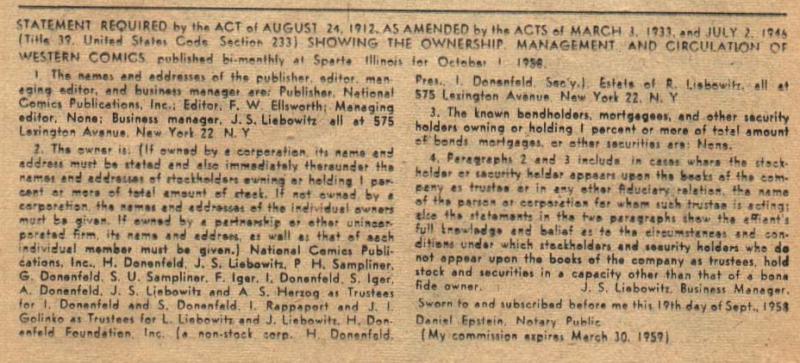 STATEMENT REQUIRED by the ACT of AUGUST 24, 1912, AS AMENDED by the ACTS of MARCH 3, 1933, and JULY 2, 1946
(Title 39, United States Code, Section 233) SHOWING THE OWNERSHIP, MANAGEMENT, AND CIRCULATION OF
WESTERN COMICS, published bi-monthly at Sparta Illinois for October 1 1958.
1. The names and addresses of the publisher, editor, man-
aging editor, and business manager are: Publisher, National
Comics Publications, Inc.; Editor, F. W. Ellsworth; Managing
editor, None; Business manager, J. S. Liebowitz all at 575
Lexington Avenue, New York 22 N. Y
2. The owner is: (If owned by a corporation, its name and
address must be stated and also immediately thereunder the
names and addresses of stockholders owning or holding 1 per-
cent or more of total amount of stock. If not owned by a
corporation, the names and addresses of the individual owners
must be given. If owned by a partnership or other unincor-
porated firm, its name and address, as well as that of each
individual member must be given.) National Comics Publi-
cations, Inc., H. Donenfeld, J. S. Liebowitz, P H. Sampliner,
G. Donenfeld, S. U. Sampliner, F. Iger, I. Donenfeld, S. Iger,
A. Donenfeld, J. S. Liebowitz and A. S. Herzog as Trustees
for I. Donenfeld and S. Donenfeld, I. Rappaport and J. I.
Golinko as Trustees for L. Liebowitz and J. Liebowitz, H. Don-
enfeld Foundation, Inc. (a non-stock corp. H. Donenfeld,
Pres., I. Donenfeld, Sec'y.), Estate of R. Liebowitz, all at
575 Lexington Avenue, New York 22, N. Y
3. The known bondholders, mortgagees, and other security
holders owning or holding 1 percent or more of total amount
of bonds, mortgages, or other securities are: None.
4. Paragraphs 2 and 3 include in cases where the stock-
holder or security holder appears upon the books of the com-
pany as trustee or in any other fiduciary relation, the name
of the person or corporation for whom such trustee is acting;
also the statements in the two paragraphs show the affiant's
full knowledge and belief as to the circumstances and con-
ditions under which stockholders and security holders who do
not appear upon the books of the company as trustees, hold
stock and securities in a capacity other than that of a bona
fide owner. J. S. Liebowitz, Business Manager.
Sworn to and subscribed before me this 19th day of Sept., 1958
Daniel Epstein, Notary Public
(My commission expires March 30, 1959)